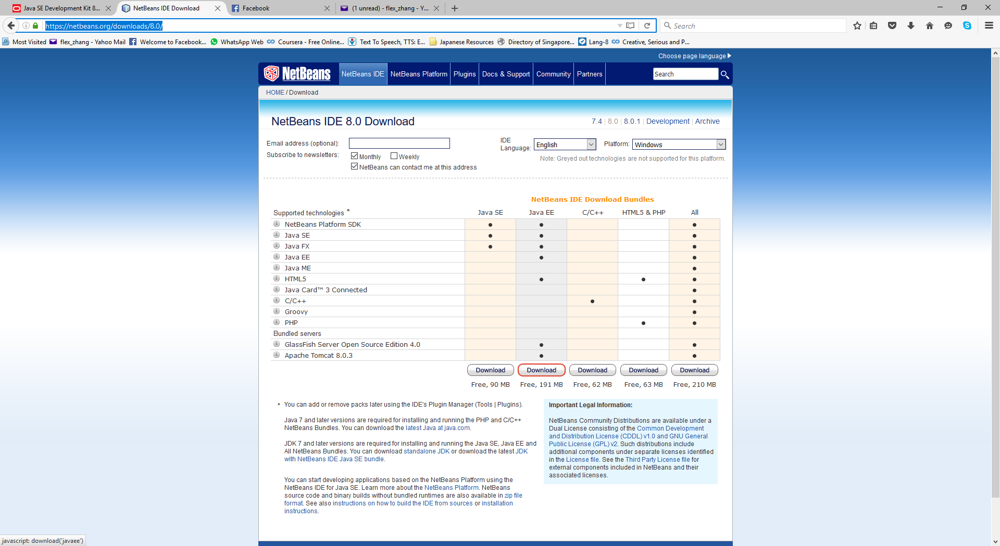 Java SE Development Kit 8...
NetBeans IDE Download
Facebook
(1 unread) - flex_zhang - Y...
https://netbeans.org/downloads/8.0/
Search
Most Visited
flex_zhang - Yahoo Mail
Welcome to Facebook...
WhatsApp Web
Coursera - Free Online...
Text To Speech, TTS: E...
Japanese Resources
Directory of Singapore...
Lang-8
Creative, Serious and P...
Choose page language
NetBeans
NetBeans IDE
NetBeans Platform
Plugins
Docs & Support
Community
Partners
Search
HOME / Download
NetBeans IDE 8.0 Download
7.4 | 8.0 | 8.0.1 | Development | Archive
Email address (optional):
IDE Language: English
Platform: Windows
Subscribe to newsletters:
Monthly Weekly
Note: Greyed out technologies are not supported for this platform.
NetBeans can contact me at this address
NetBeans IDE Download Bundles
Supported technologies * Java SE Java EE C/C++ HTML5 & PHP All
NetBeans Platform SDK • • •
Java SE • • •
Java FX • • •
Java EE • •
Java ME •
HTML5 • • •
Java Card™ 3 Connected •
C/C++ • •
Groovy •
PHP • •
Bundled servers
GlassFish Server Open Source Edition 4.0 • •
Apache Tomcat 8.0.3 • •
Download Download Download Download Download
Free, 90 MB Free, 191 MB Free, 62 MB Free, 63 MB Free, 210 MB
* You can add or remove packs later using the IDE's Plugin Manager (Tools | Plugins).
Java 7 and later versions are required for installing and running the PHP and C/C++
NetBeans Bundles. You can download the latest Java at java.com.
JDK 7 and later versions are required for installing and running the Java SE, Java EE and
All NetBeans Bundles. You can download standalone JDK or download the latest JDK
with NetBeans IDE Java SE bundle.
You can start developing applications based on the NetBeans Platform using the
NetBeans IDE for Java SE. Learn more about the NetBeans Platform. NetBeans
source code and binary builds without bundled runtimes are also available in zip file
format. See also instructions on how to build the IDE from sources or installation
instructions.
Important Legal Information:
NetBeans Community Distributions are available under a
Dual License consisting of the Common Development
and Distribution License (CDDL) v1.0 and GNU General
Public License (GPL) v2. Such distributions include
additional components under separate licenses identified
in the License file. See the Third Party License file for
external components included in NetBeans and their
associated licenses.
javascript: download('javaee')